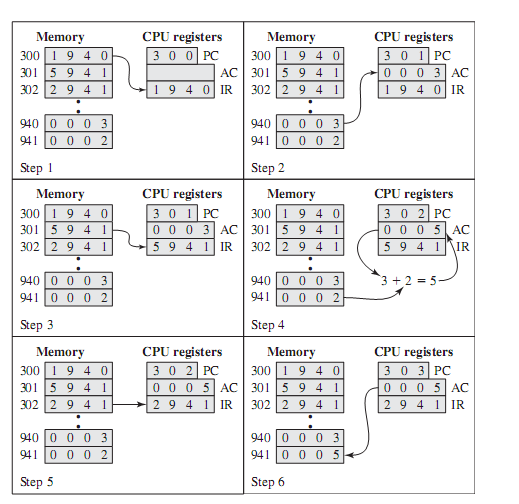 Memory CPU registers
300 1 9 4 0 3 0 0 PC
301 5 9 4 1 AC
302 2 9 4 1 1 9 4 0 IR
940 0 0 0 3
941 0 0 0 2
Step 1
Memory CPU registers
300 1 9 4 0 3 0 1 PC
301 5 9 4 1 0 0 0 3 AC
302 2 9 4 1 1 9 4 0 IR
940 0 0 0 3
941 0 0 0 2
Step 2
Memory CPU registers
300 1 9 4 0 3 0 1 PC
301 5 9 4 1 0 0 0 3 AC
302 2 9 4 1 5 9 4 1 IR
940 0 0 0 3
941 0 0 0 2
Step 3
Memory CPU registers
300 1 9 4 0 3 0 2 PC
301 5 9 4 1 0 0 0 5 AC
302 2 9 4 1 5 9 4 1 IR
940 0 0 0 3 3 + 2 = 5
941 0 0 0 2
Step 4
Memory CPU registers
300 1 9 4 0 3 0 2 PC
301 5 9 4 1 0 0 0 5 AC
302 2 9 4 1 2 9 4 1 IR
940 0 0 0 3
941 0 0 0 2
Step 5
Memory CPU registers
300 1 9 4 0 3 0 3 PC
301 5 9 4 1 0 0 0 5 AC
302 2 9 4 1 2 9 4 1 IR
940 0 0 0 3
941 0 0 0 5
Step 6